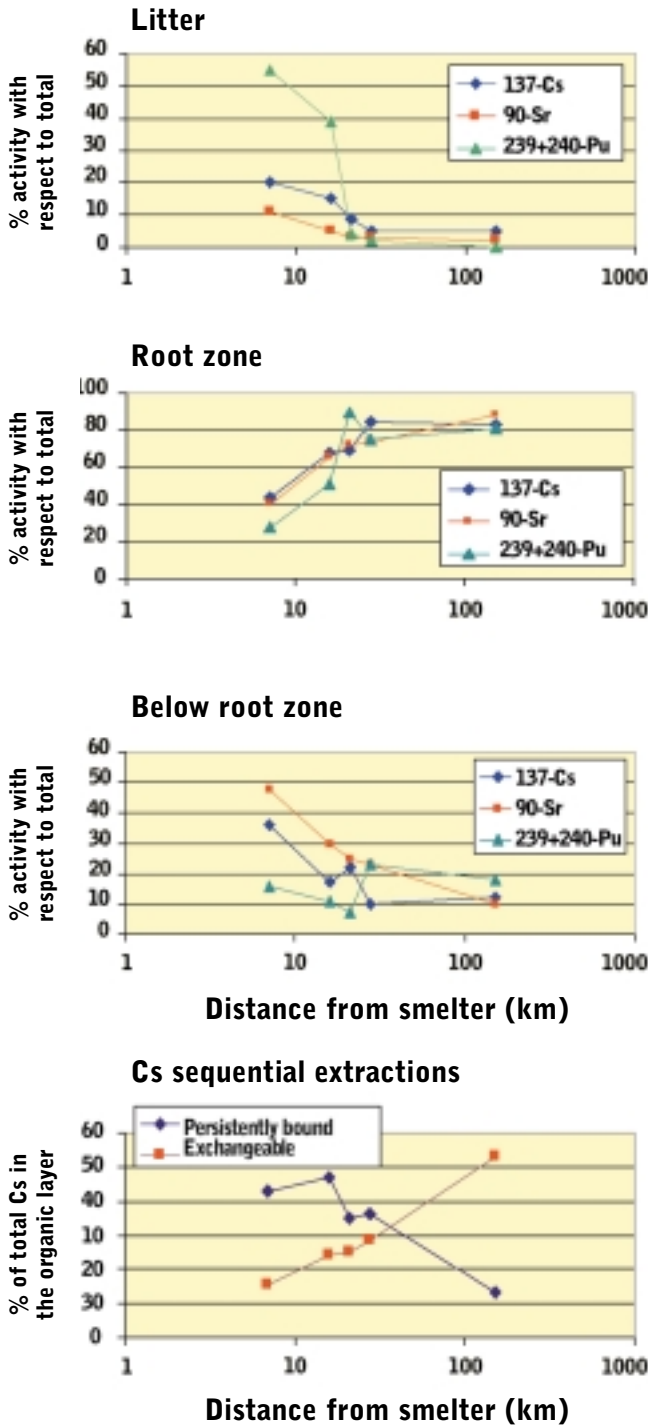 Litter
% activity with
respect to total
60
50
40
30
20
10
0
137-Cs
90-Sr
239+240-Pu
1
10
100
1000
Root zone
% activity with
respect to total
100
80
60
40
20
0
137-Cs
90-Sr
239+240-Pu
1
10
100
1000
Below root zone
% activity with
respect to total
60
50
40
30
20
10
0
137-Cs
90-Sr
239+240-Pu
1
10
100
1000
Distance from smelter (km)
Cs sequential extractions
% of total Cs in
the organic layer
60
50
40
10
20
30
0
Persistently bound
Exchangeable
1
10
100
1000
Distance from smelter (km)